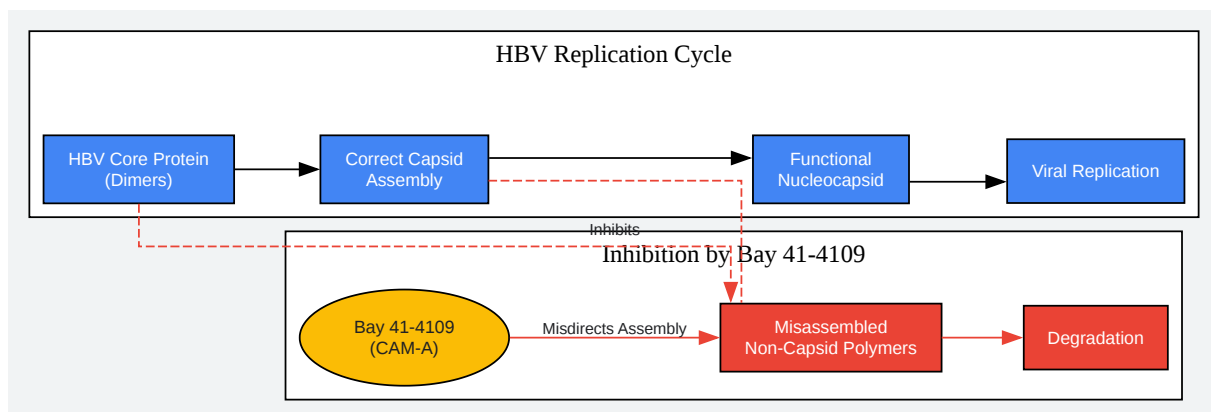 HBV Replication Cycle
HBV Core Protein
(Dimers)
Correct Capsid
Assembly
Functional
Nucleocapsid
Viral Replication
Inhibits
Inhibition by Bay 41-4109
Bay 41-4109
(CAM-A)
Misdirects Assembly
Misassembled
Non-Capsid Polymers
Degradation